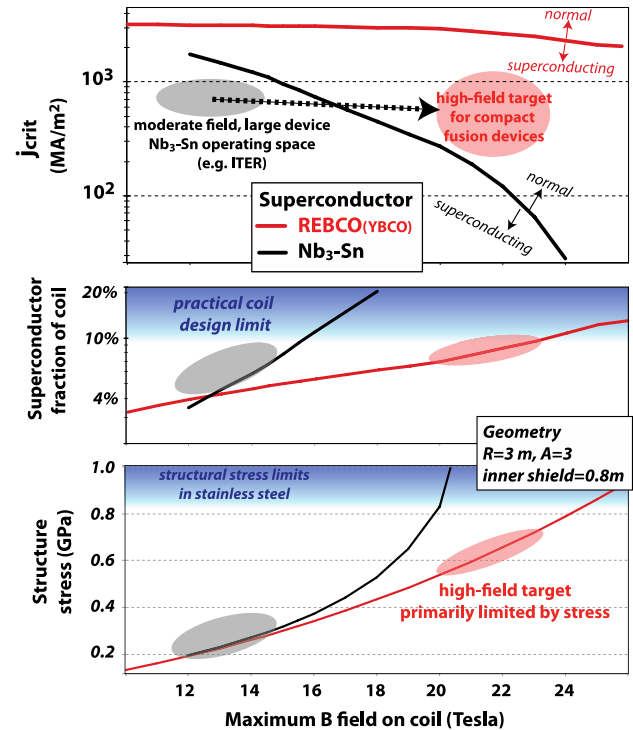 normal
superconducting
10³
10²
jcrit
(MA/m²)
high-field target
for compact
fusion devices
moderate field, large device
Nb₃-Sn operating space
(e.g. ITER)
normal
superconducting
Superconductor
REBCO(YBCO)
Nb₃-Sn
20%
10%
4%
Superconductor
fraction of coil
practical coil
design limit
Geometry
R=3 m, A=3
inner shield=0.8m
1.0
0.8
0.6
0.4
0.2
Structure
stress (GPa)
structural stress limits
in stainless steel
high-field target
primarily limited by stress
12 14 16 18 20 22 24
Maximum B field on coil (Tesla)